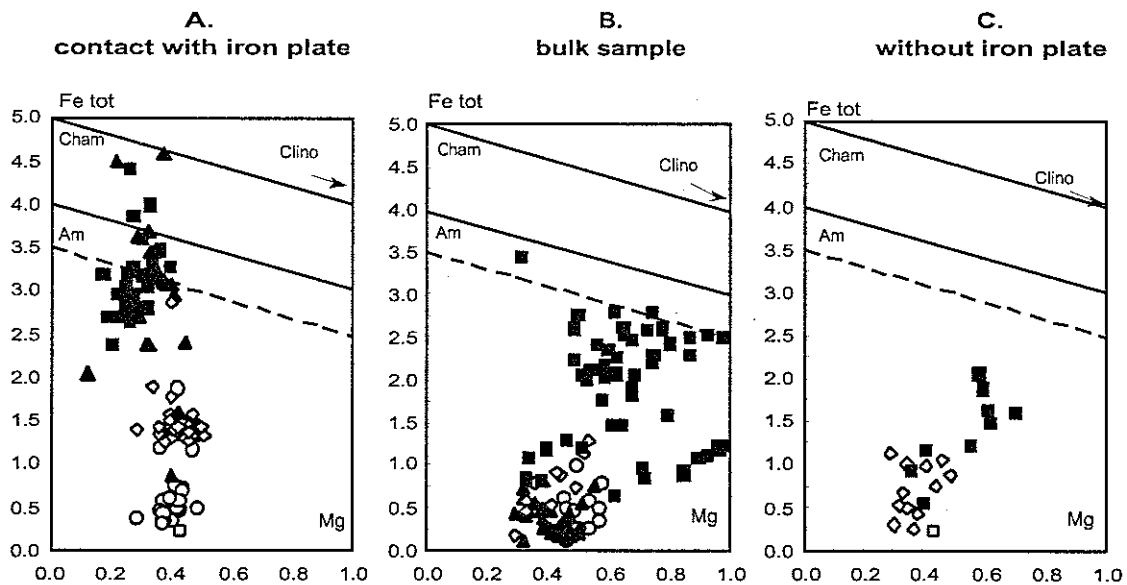 A.
contact with iron plate
B.
bulk sample
C.
without iron plate
Fe tot
5.0
Cham
Clino
4.5
4.0
Am
3.5
3.0
2.5
2.0
1.5
1.0
0.5
Mg
0.0
0.0 0.2 0.4 0.6 0.8 1.0
Fe tot
5.0
Cham
Clino
4.5
4.0
Am
3.5
3.0
2.5
2.0
1.5
1.0
0.5
Mg
0.0
0.0 0.2 0.4 0.6 0.8 1.0
Fe tot
5.0
Cham
Clino
4.5
4.0
Am
3.5
3.0
2.5
2.0
1.5
1.0
0.5
Mg
0.0
0.0 0.2 0.4 0.6 0.8 1.0